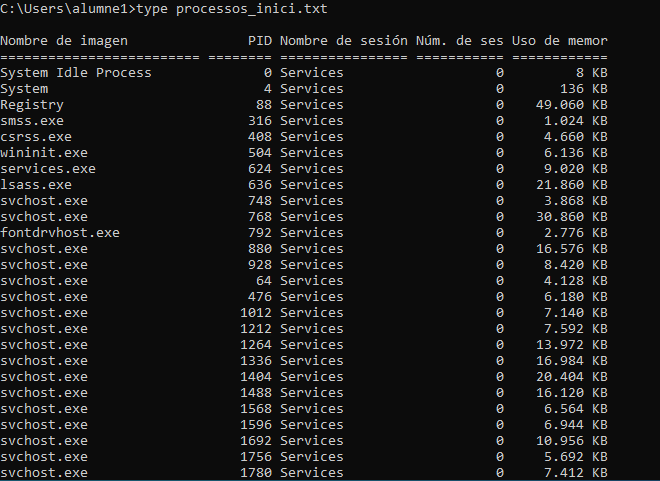 C:\Users\alumne1>type processos_inici.txt
Nombre de imagen               PID Nombre de sesión Núm. de ses Uso de memor
========================= ======== ================ =========== ============
System Idle Process              0 Services                   0         8 KB
System                           4 Services                   0       136 KB
Registry                        88 Services                   0    49.060 KB
smss.exe                       316 Services                   0     1.024 KB
csrss.exe                      408 Services                   0     4.660 KB
wininit.exe                    504 Services                   0     6.136 KB
services.exe                   624 Services                   0     9.020 KB
lsass.exe                      636 Services                   0    21.860 KB
svchost.exe                    748 Services                   0     3.868 KB
svchost.exe                    768 Services                   0    30.860 KB
fontdrvhost.exe                792 Services                   0     2.776 KB
svchost.exe                    880 Services                   0    16.576 KB
svchost.exe                    928 Services                   0     8.420 KB
svchost.exe                     64 Services                   0     4.128 KB
svchost.exe                    476 Services                   0     6.180 KB
svchost.exe                   1012 Services                   0     7.140 KB
svchost.exe                   1212 Services                   0     7.592 KB
svchost.exe                   1264 Services                   0    13.972 KB
svchost.exe                   1336 Services                   0    16.984 KB
svchost.exe                   1404 Services                   0    20.404 KB
svchost.exe                   1488 Services                   0    16.120 KB
svchost.exe                   1568 Services                   0     6.564 KB
svchost.exe                   1596 Services                   0     6.944 KB
svchost.exe                   1692 Services                   0    10.956 KB
svchost.exe                   1756 Services                   0     5.692 KB
svchost.exe                   1780 Services                   0     7.412 KB